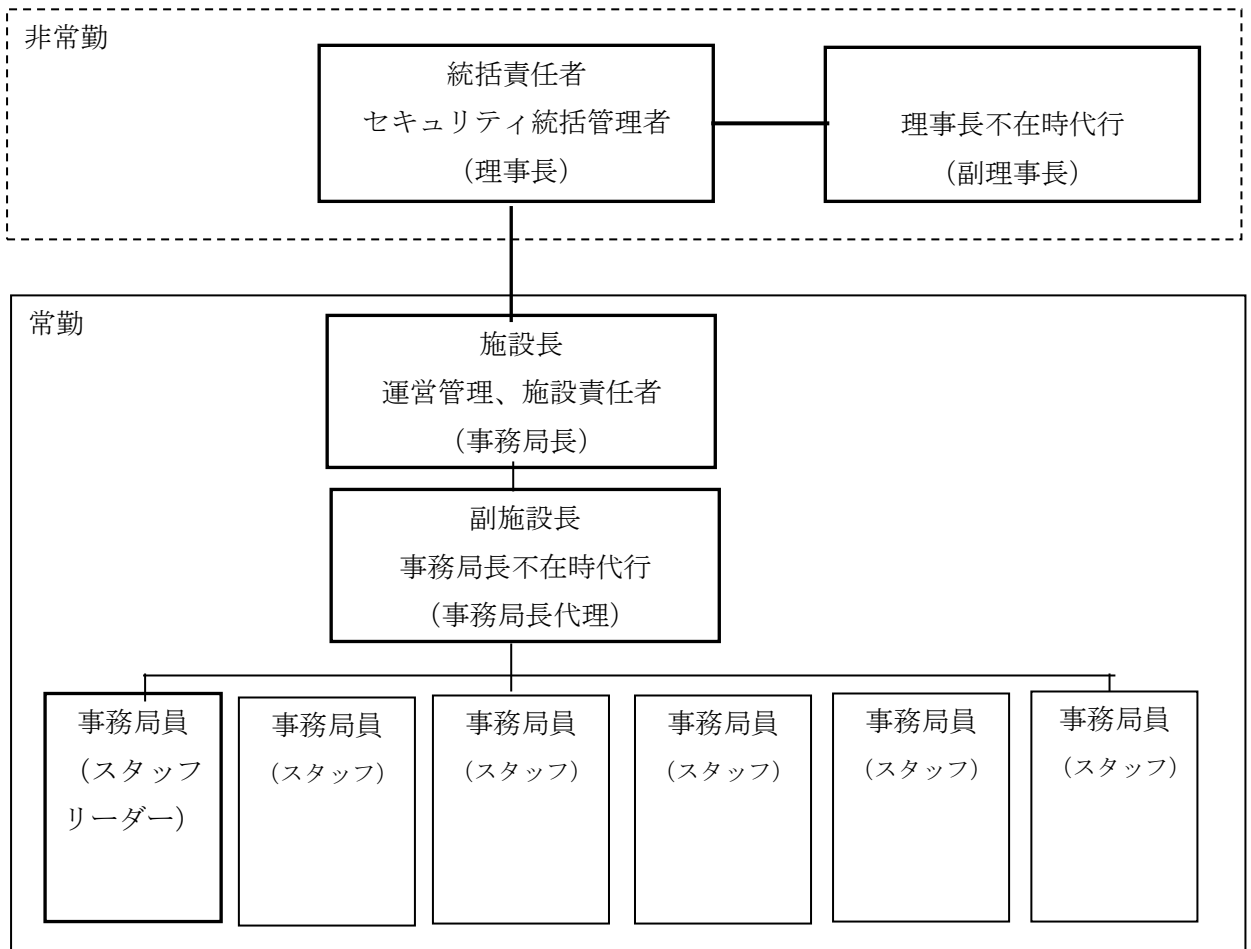 非常勤
統括責任者
セキュリティ統括管理者
（理事長）
理事長不在時代行
（副理事長）
常勤
施設長
運営管理、施設責任者
（事務局長）
副施設長
事務局長不在時代行
（事務局長代理）
事務局員
（スタッフ
リーダー）
事務局員
（スタッフ）
事務局員
（スタッフ）
事務局員
（スタッフ）
事務局員
（スタッフ）
事務局員
（スタッフ）